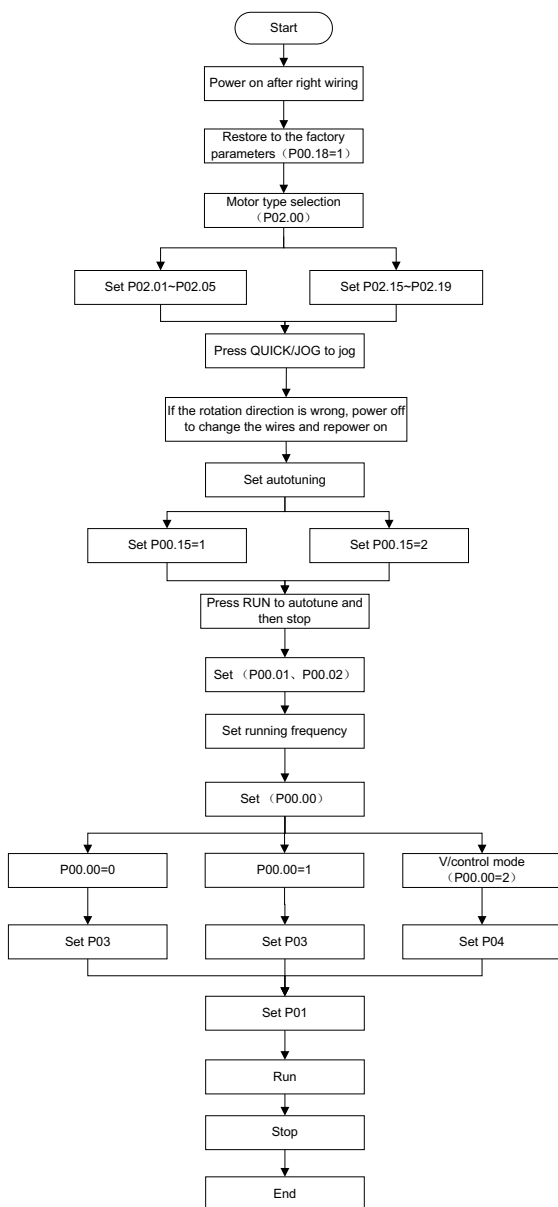 Start
Power on after right wiring
Restore to the factory
parameters（P00.18=1）
Motor type selection
（P02.00）
Set P02.01~P02.05
Set P02.15~P02.19
Press QUICK/JOG to jog
If the rotation direction is wrong, power off
to change the wires and repower on
Set autotuning
Set P00.15=1
Set P00.15=2
Press RUN to autotune and
then stop
Set （P00.01、P00.02）
Set running frequency
Set （P00.00）
P00.00=0
P00.00=1
V/control mode
（P00.00=2）
Set P03
Set P03
Set P04
Set P01
Run
Stop
End